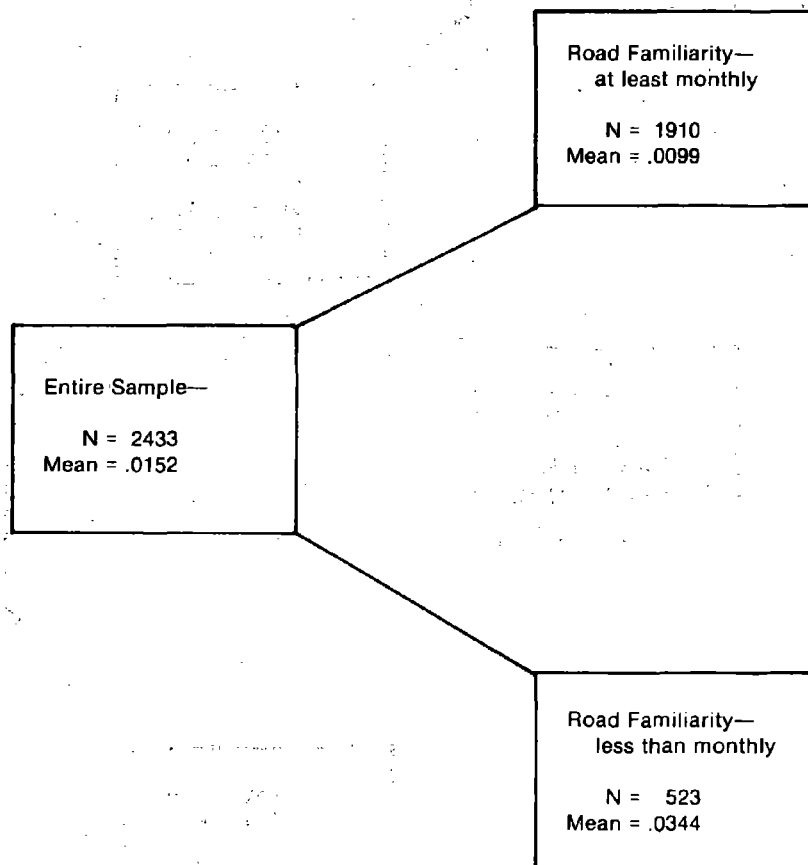 Road Familiarity—
at least monthly
N = 1910
Mean = .0099
Entire Sample—
N = 2433
Mean = .0152
Road Familiarity—
less than monthly
N = 523
Mean = .0344